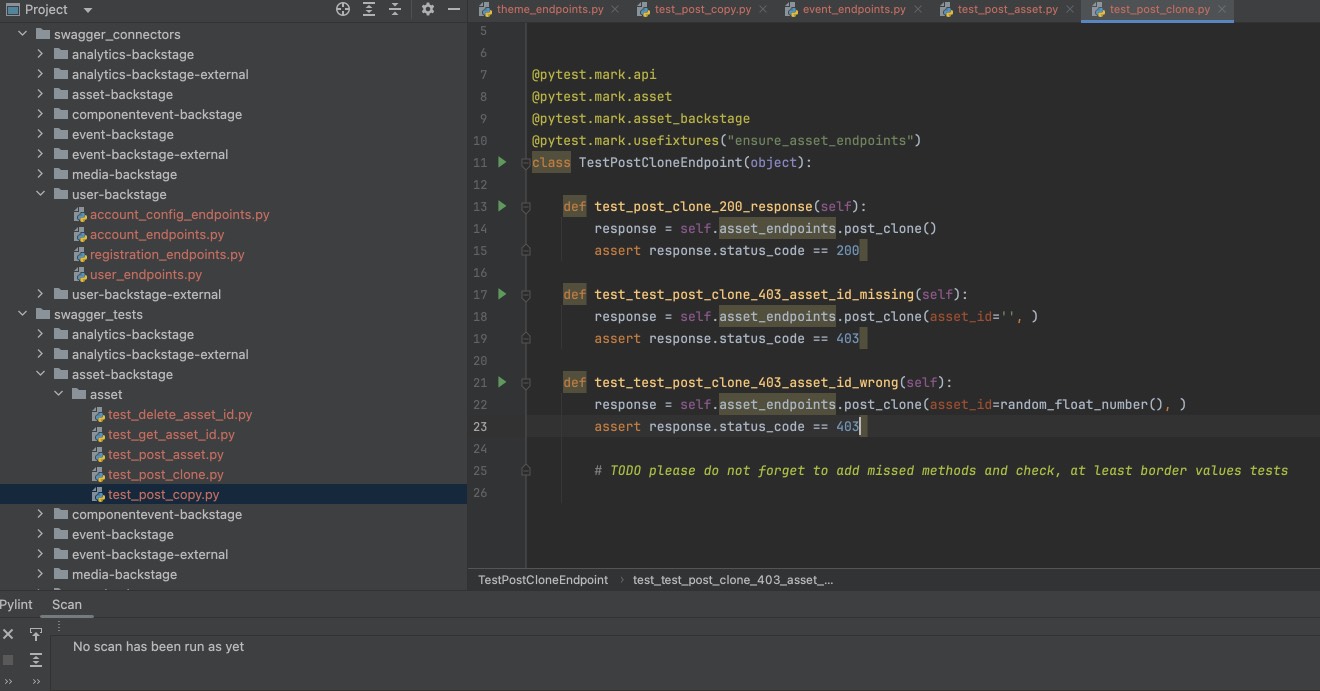 Project
swagger_connectors
analytics-backstage
analytics-backstage-external
asset-backstage
componentevent-backstage
event-backstage
event-backstage-external
media-backstage
user-backstage
account_config_endpoints.py
account_endpoints.py
registration_endpoints.py
user_endpoints.py
user-backstage-external
swagger_tests
analytics-backstage
analytics-backstage-external
asset-backstage
asset
test_delete_asset_id.py
test_get_asset_id.py
test_post_asset.py
test_post_clone.py
test_post_copy.py
componentevent-backstage
event-backstage
event-backstage-external
media-backstage
theme_endpoints.py test_post_copy.py event_endpoints.py test_post_asset.py test_post_clone.py
5
6
7 @pytest.mark.api
8 @pytest.mark.asset
9 @pytest.mark.asset_backstage
10 @pytest.mark.usefixtures("ensure_asset_endpoints")
11 class TestPostCloneEndpoint(object):
12
13 def test_post_clone_200_response(self):
14 response = self.asset_endpoints.post_clone()
15 assert response.status_code == 200
16
17 def test_test_post_clone_403_asset_id_missing(self):
18 response = self.asset_endpoints.post_clone(asset_id='', )
19 assert response.status_code == 403
20
21 def test_test_post_clone_403_asset_id_wrong(self):
22 response = self.asset_endpoints.post_clone(asset_id=random_float_number(), )
23 assert response.status_code == 403
24
25 # TODO please do not forget to add missed methods and check, at least border values tests
26
TestPostCloneEndpoint › test_test_post_clone_403_asset_...
Pylint Scan
No scan has been run as yet